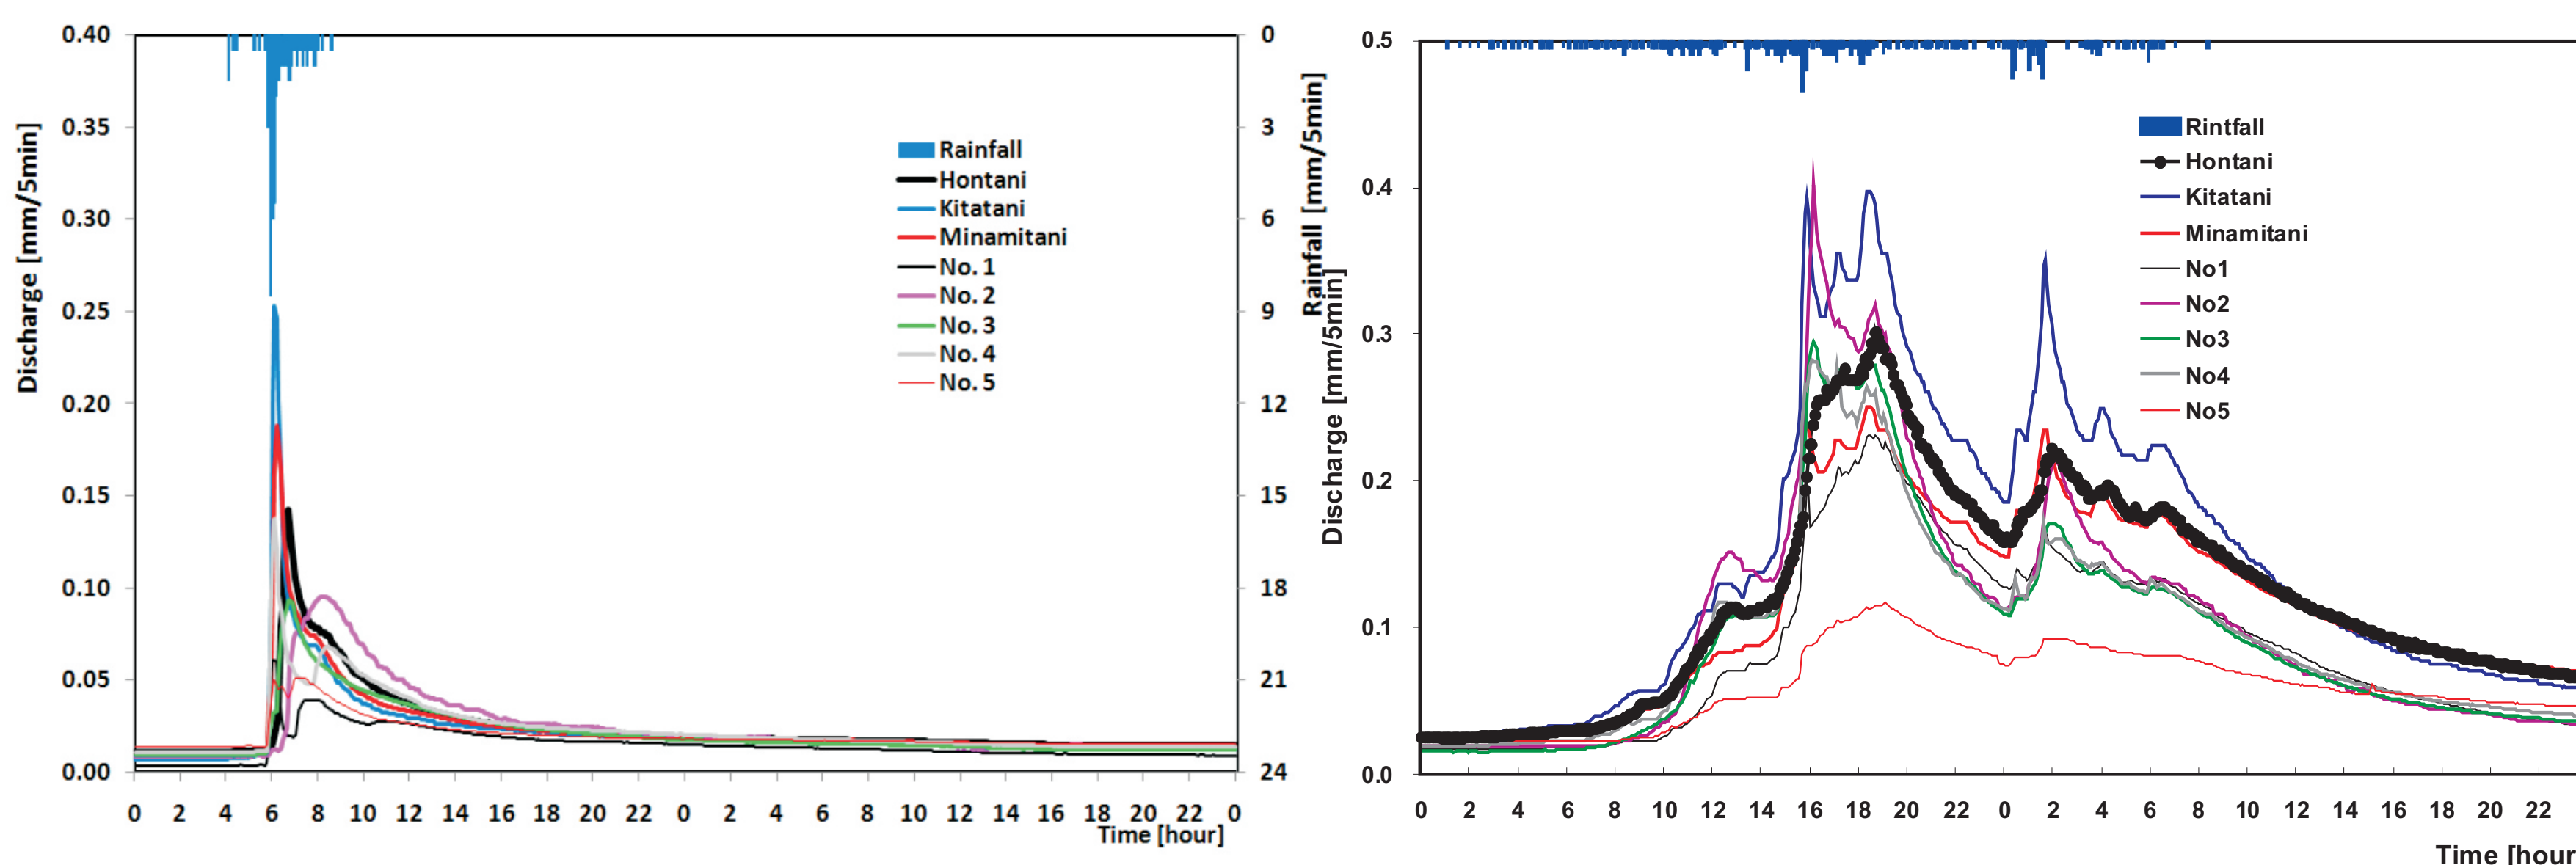 0.40
0.35
0.30
0.25
0.20
0.15
0.10
0.05
0.00
Discharge [mm/5min]
0
3
6
9
12
15
18
21
24
Rainfall [mm/5min]
Rainfall
Hontani
Kitatani
Minamitani
No. 1
No. 2
No. 3
No. 4
No. 5
0 2 4 6 8 10 12 14 16 18 20 22 0 2 4 6 8 10 12 14 16 18 20 22 0
Time [hour]
0.5
0.4
0.3
0.2
0.1
0.0
Discharge [mm/5min]
Rintfall
Hontani
Kitatani
Minamitani
No1
No2
No3
No4
No5
0 2 4 6 8 10 12 14 16 18 20 22 0 2 4 6 8 10 12 14 16 18 20 22
Time [hour